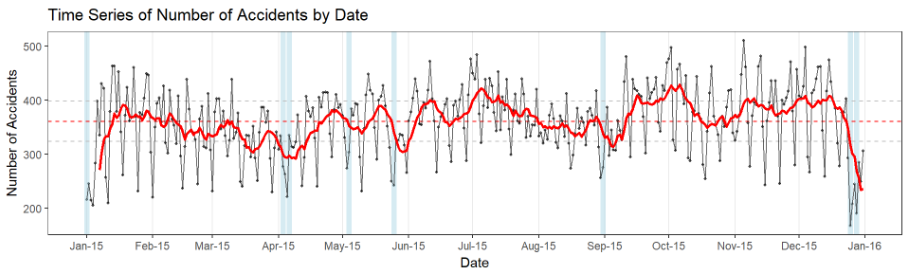 Time Series of Number of Accidents by Date
Number of Accidents
500
400
300
200
Jan-15 Feb-15 Mar-15 Apr-15 May-15 Jun-15 Jul-15 Aug-15 Sep-15 Oct-15 Nov-15 Dec-15 Jan-16
Date